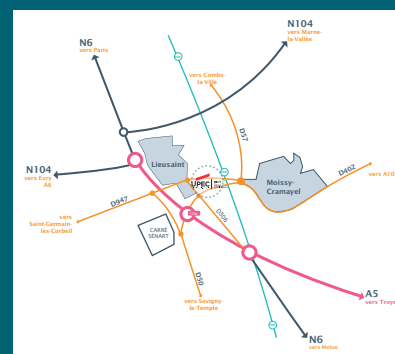 N104
vers Marne-
la-Vallée
N6
vers Paris
vers Combs-
la-Ville
D57
Lieusaint
N104
vers Evry
A6
UPEC
Moissy-
Cramayel
D402
vers A10
D947
vers
Saint-Germain-
lès-Corbeil
CARRÉ
SÉNART
D306
D50
vers Savigny-
le-Temple
A5
vers Troye
N6
vers Melun